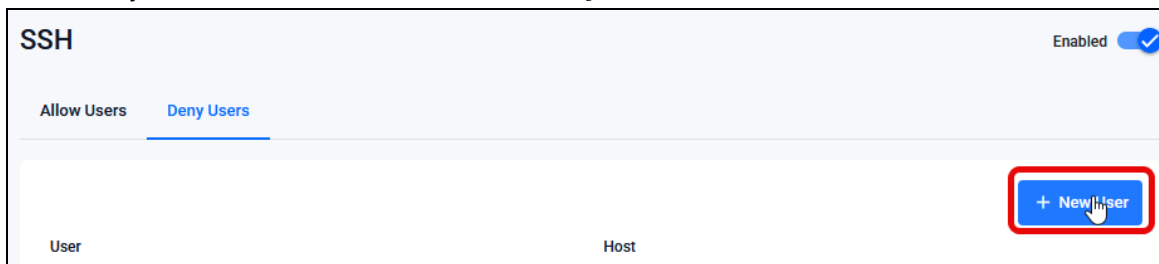 SSH
Enabled
Allow Users Deny Users
+ New User
User Host